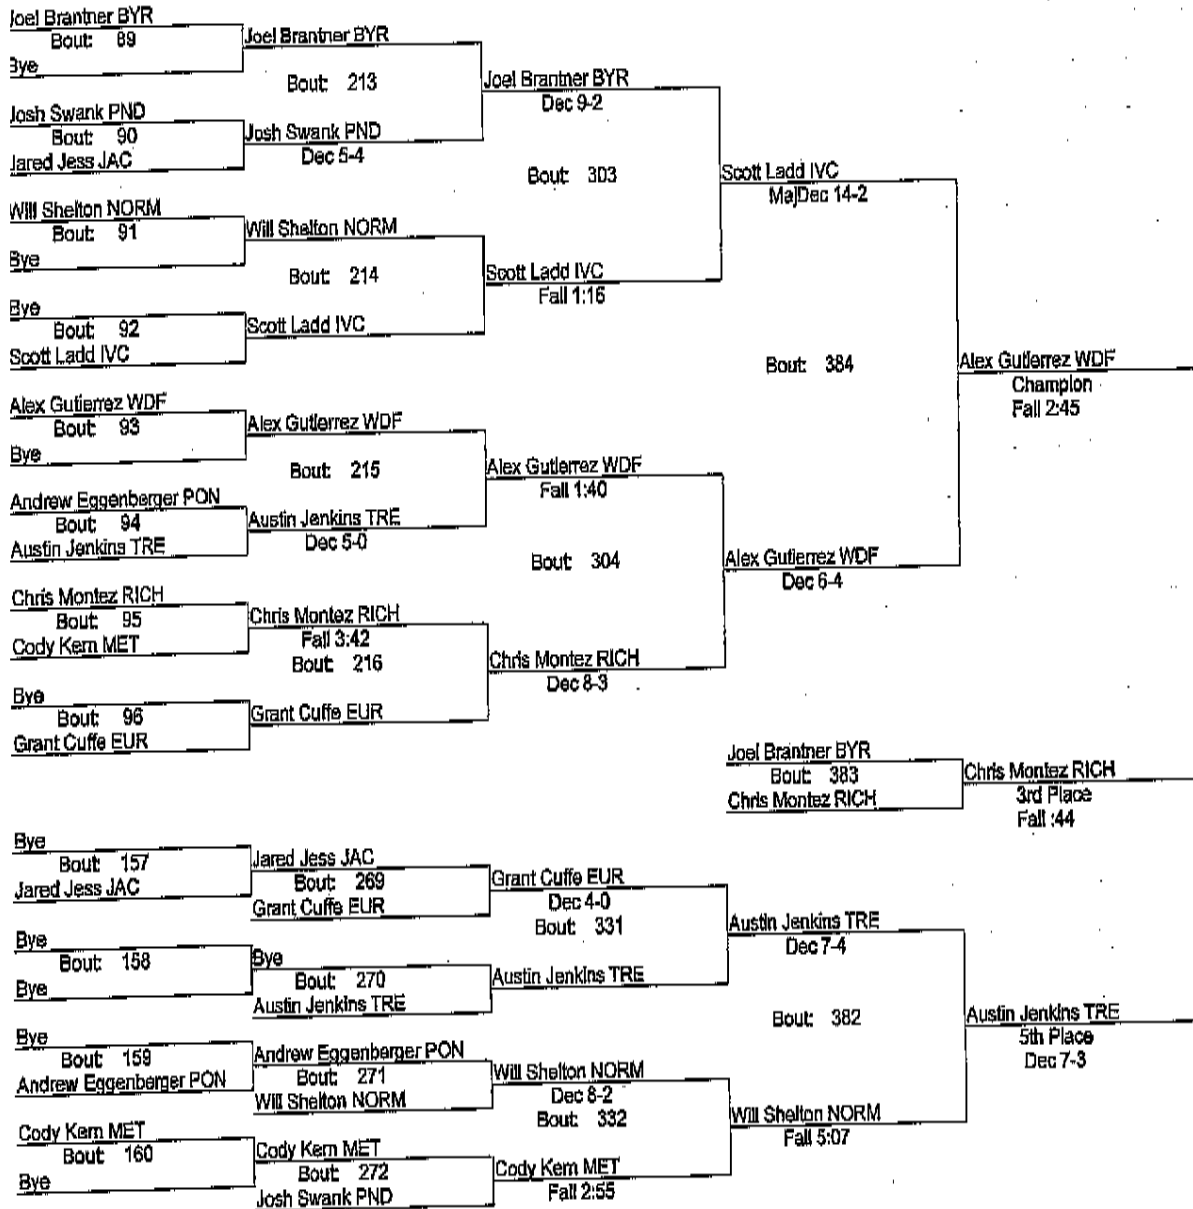 Joel Brantner BYR
Bout: 89
Bye
Joel Brantner BYR
Bout: 213
Josh Swank PND
Bout: 90
Jared Jess JAC
Josh Swank PND
Dec 5-4
Joel Brantner BYR
Dec 9-2
Bout: 303
Will Shelton NORM
Bout: 91
Bye
Will Shelton NORM
Bout: 214
Bye
Bout: 92
Scott Ladd IVC
Scott Ladd IVC
Scott Ladd IVC
Fall 1:16
Scott Ladd IVC
MajDec 14-2
Bout: 384
Alex Gutierrez WDF
Champion
Fall 2:45
Alex Gutierrez WDF
Bout: 93
Bye
Alex Gutierrez WDF
Bout: 215
Andrew Eggenberger PON
Bout: 94
Austin Jenkins TRE
Austin Jenkins TRE
Dec 5-0
Alex Gutierrez WDF
Fall 1:40
Bout: 304
Alex Gutierrez WDF
Dec 6-4
Chris Montez RICH
Bout: 95
Cody Kern MET
Chris Montez RICH
Fall 3:42
Bout: 216
Bye
Bout: 96
Grant Cuffe EUR
Grant Cuffe EUR
Chris Montez RICH
Dec 8-3
Joel Brantner BYR
Bout: 383
Chris Montez RICH
Chris Montez RICH
3rd Place
Fall :44
Bye
Bout: 157
Jared Jess JAC
Jared Jess JAC
Bout: 269
Grant Cuffe EUR
Grant Cuffe EUR
Dec 4-0
Bout: 331
Bye
Bout: 158
Bye
Bye
Bout: 270
Austin Jenkins TRE
Austin Jenkins TRE
Austin Jenkins TRE
Dec 7-4
Bout: 382
Austin Jenkins TRE
5th Place
Dec 7-3
Bye
Bout: 159
Andrew Eggenberger PON
Andrew Eggenberger PON
Bout: 271
Will Shelton NORM
Will Shelton NORM
Dec 8-2
Bout: 332
Will Shelton NORM
Fall 5:07
Cody Kern MET
Bout: 160
Bye
Cody Kern MET
Bout: 272
Josh Swank PND
Cody Kern MET
Fall 2:55